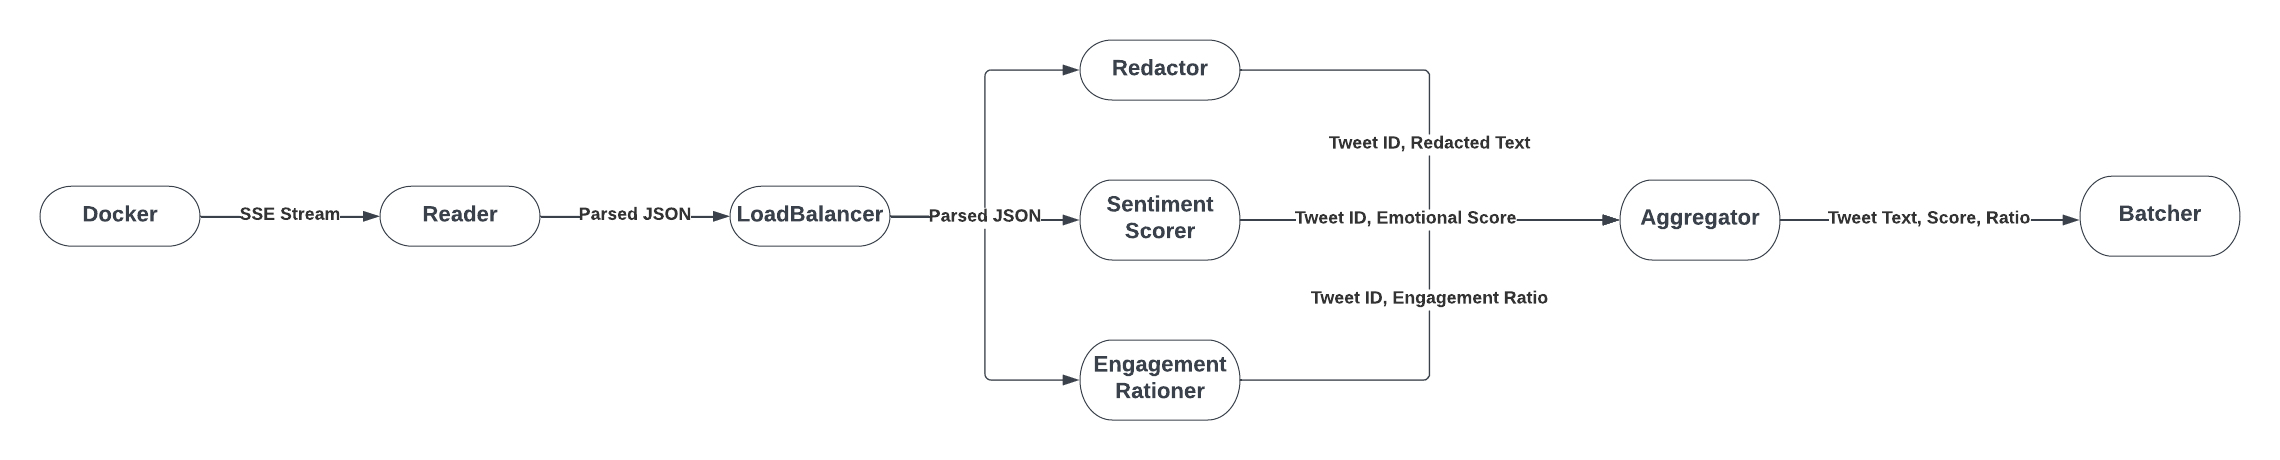 Docker
SSE Stream
Reader
Parsed JSON
LoadBalancer
Parsed JSON
Redactor
Sentiment
Scorer
Engagement
Rationer
Tweet ID, Redacted Text
Tweet ID, Emotional Score
Tweet ID, Engagement Ratio
Aggregator
Tweet Text, Score, Ratio
Batcher